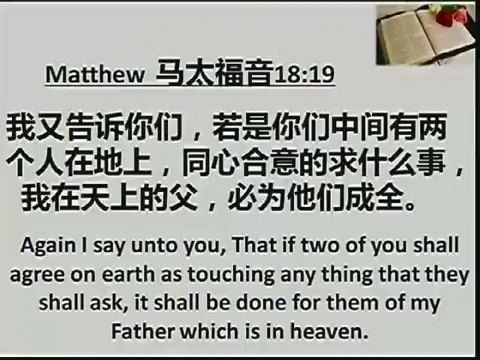 Matthew 马太福音18:19
我又告诉你们，若是你们中间有两
个人在地上，同心合意的求什么事，
我在天上的父，必为他们成全。
Again I say unto you, That if two of you shall
agree on earth as touching any thing that they
shall ask, it shall be done for them of my
Father which is in heaven.